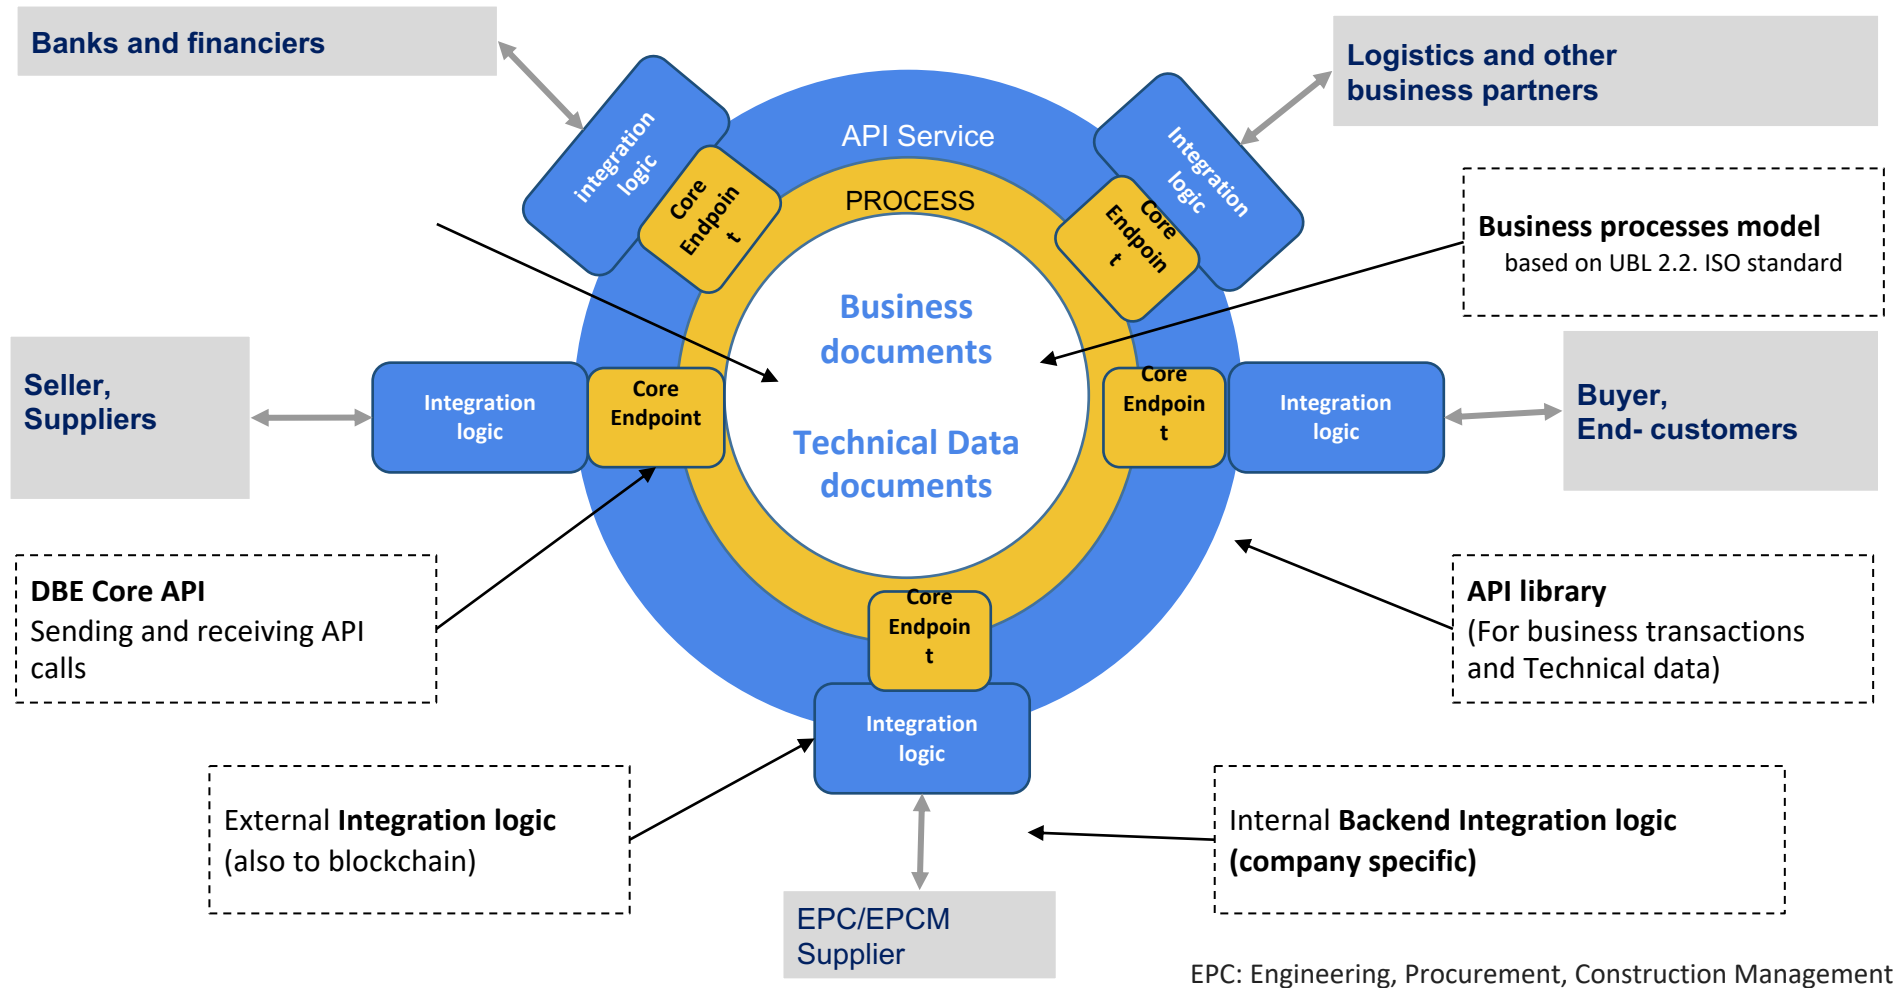 Banks and financiers
Logistics and other
business partners
integration
logic
API Service
Integration
logic
Core
Endpoin
t
PROCESS
Core
Endpoin
t
Business processes model
based on UBL 2.2. ISO standard
Business
documents
Technical Data
documents
Seller,
Suppliers
Integration
logic
Core
Endpoint
Core
Endpoin
t
Integration
logic
Buyer,
End- customers
DBE Core API
Sending and receiving API
calls
API library
(For business transactions
and Technical data)
Core
Endpoin
t
Integration
logic
External Integration logic
(also to blockchain)
Internal Backend Integration logic
(company specific)
EPC/EPCM
Supplier
EPC: Engineering, Procurement, Construction Management